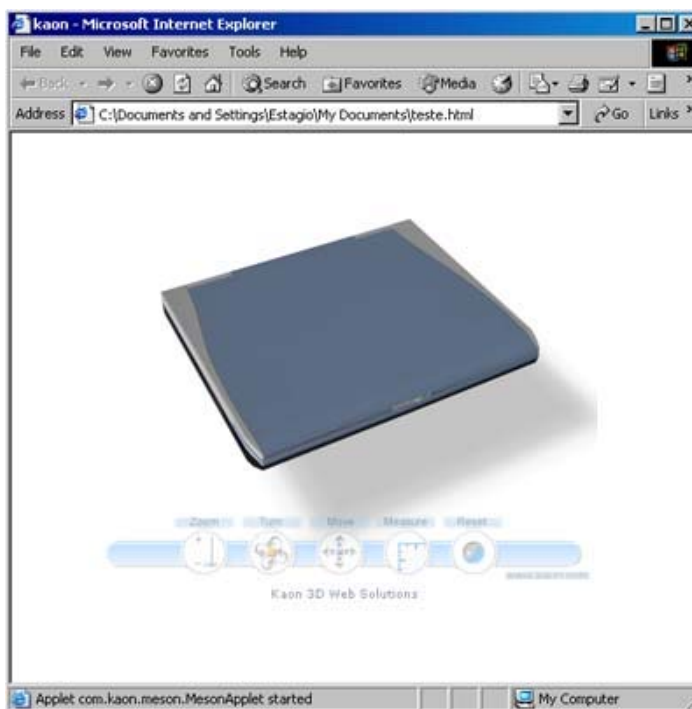 kaon - Microsoft Internet Explorer
File Edit View Favorites Tools Help
Back Search Favorites Media
Address C:\Documents and Settings\Estagio\My Documents\teste.html Go Links
Zoom Turn Move Measure Reset
Kaon 3D Web Solutions
Applet com.kaon.meson.MesonApplet started My Computer